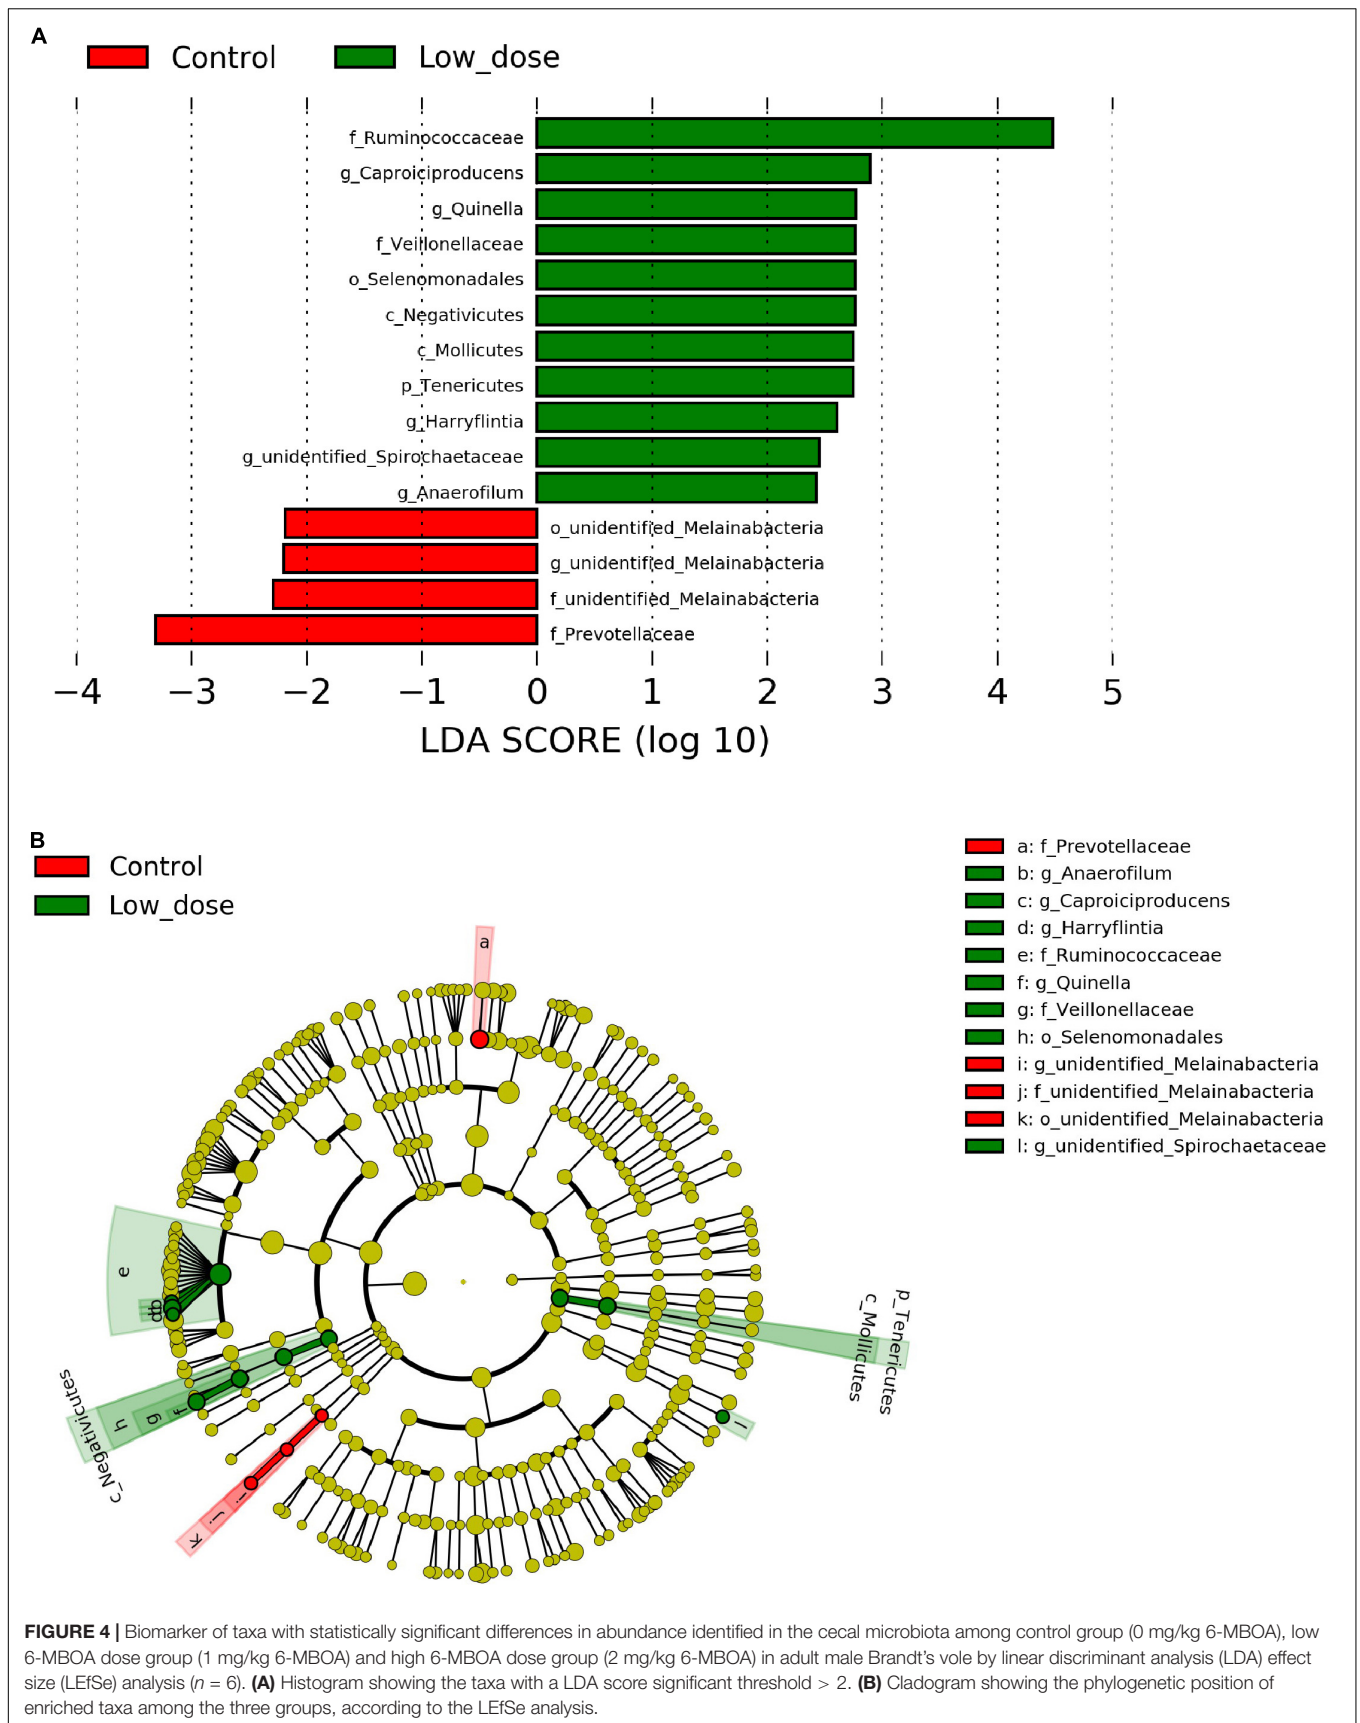 A
Control
Low_dose
f_Ruminococcaceae
g_Caproiciproducens
g_Quinella
f_Veillonellaceae
o_Selenomonadales
c_Negativicutes
c_Mollicutes
p_Tenericutes
g_Harryflintia
g_unidentified_Spirochaetaceae
g_Anaerofilum
o_unidentified_Melainabacteria
g_unidentified_Melainabacteria
f_unidentified_Melainabacteria
f_Prevotellaceae
−4 −3 −2 −1 0 1 2 3 4 5
LDA SCORE (log 10)
B
Control
Low_dose
a: f_Prevotellaceae
b: g_Anaerofilum
c: g_Caproiciproducens
d: g_Harryflintia
e: f_Ruminococcaceae
f: g_Quinella
g: f_Veillonellaceae
h: o_Selenomonadales
i: g_unidentified_Melainabacteria
j: f_unidentified_Melainabacteria
k: o_unidentified_Melainabacteria
l: g_unidentified_Spirochaetaceae
a
e
h
g
f
c_Negativicutes
i
j
k
l
p_Tenericutes
c_Mollicutes
FIGURE 4 | Biomarker of taxa with statistically significant differences in abundance identified in the cecal microbiota among control group (0 mg/kg 6-MBOA), low
6-MBOA dose group (1 mg/kg 6-MBOA) and high 6-MBOA dose group (2 mg/kg 6-MBOA) in adult male Brandt's vole by linear discriminant analysis (LDA) effect
size (LEfSe) analysis (n = 6). (A) Histogram showing the taxa with a LDA score significant threshold > 2. (B) Cladogram showing the phylogenetic position of
enriched taxa among the three groups, according to the LEfSe analysis.